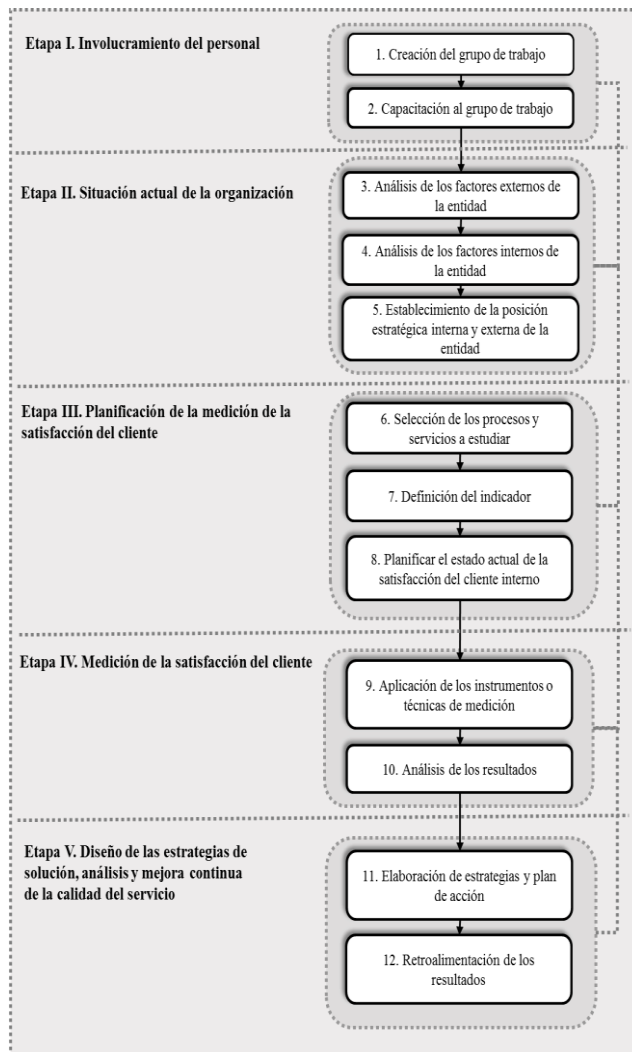 Etapa I. Involucramiento del personal
1. Creación del grupo de trabajo
2. Capacitación al grupo de trabajo
Etapa II. Situación actual de la organización
3. Análisis de los factores externos de
la entidad
4. Análisis de los factores internos de
la entidad
5. Establecimiento de la posición
estratégica interna y externa de la
entidad
Etapa III. Planificación de la medición de la
satisfacción del cliente
6. Selección de los procesos y
servicios a estudiar
7. Definición del indicador
8. Planificar el estado actual de la
satisfacción del cliente interno
Etapa IV. Medición de la satisfacción del cliente
9. Aplicación de los instrumentos o
técnicas de medición
10. Análisis de los resultados
Etapa V. Diseño de las estrategias de
solución, análisis y mejora continua
de la calidad del servicio
11. Elaboración de estrategias y plan
de acción
12. Retroalimentación de los
resultados